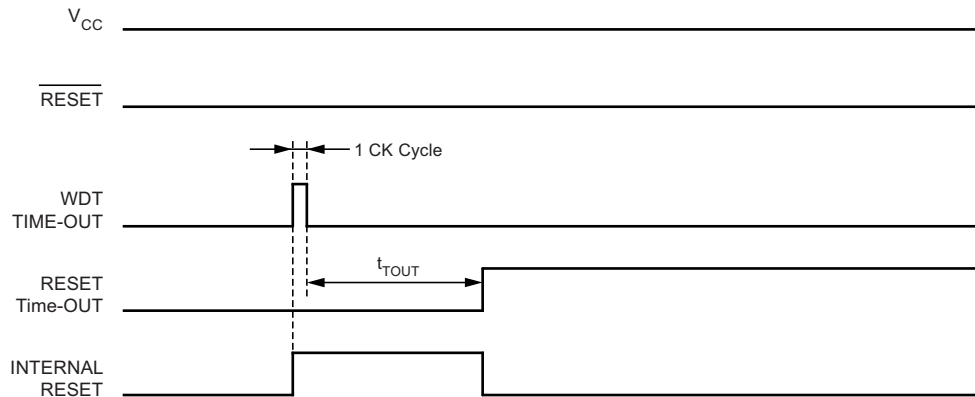 VCC
RESET
1 CK Cycle
WDT
TIME-OUT
tTOUT
RESET
Time-OUT
INTERNAL
RESET